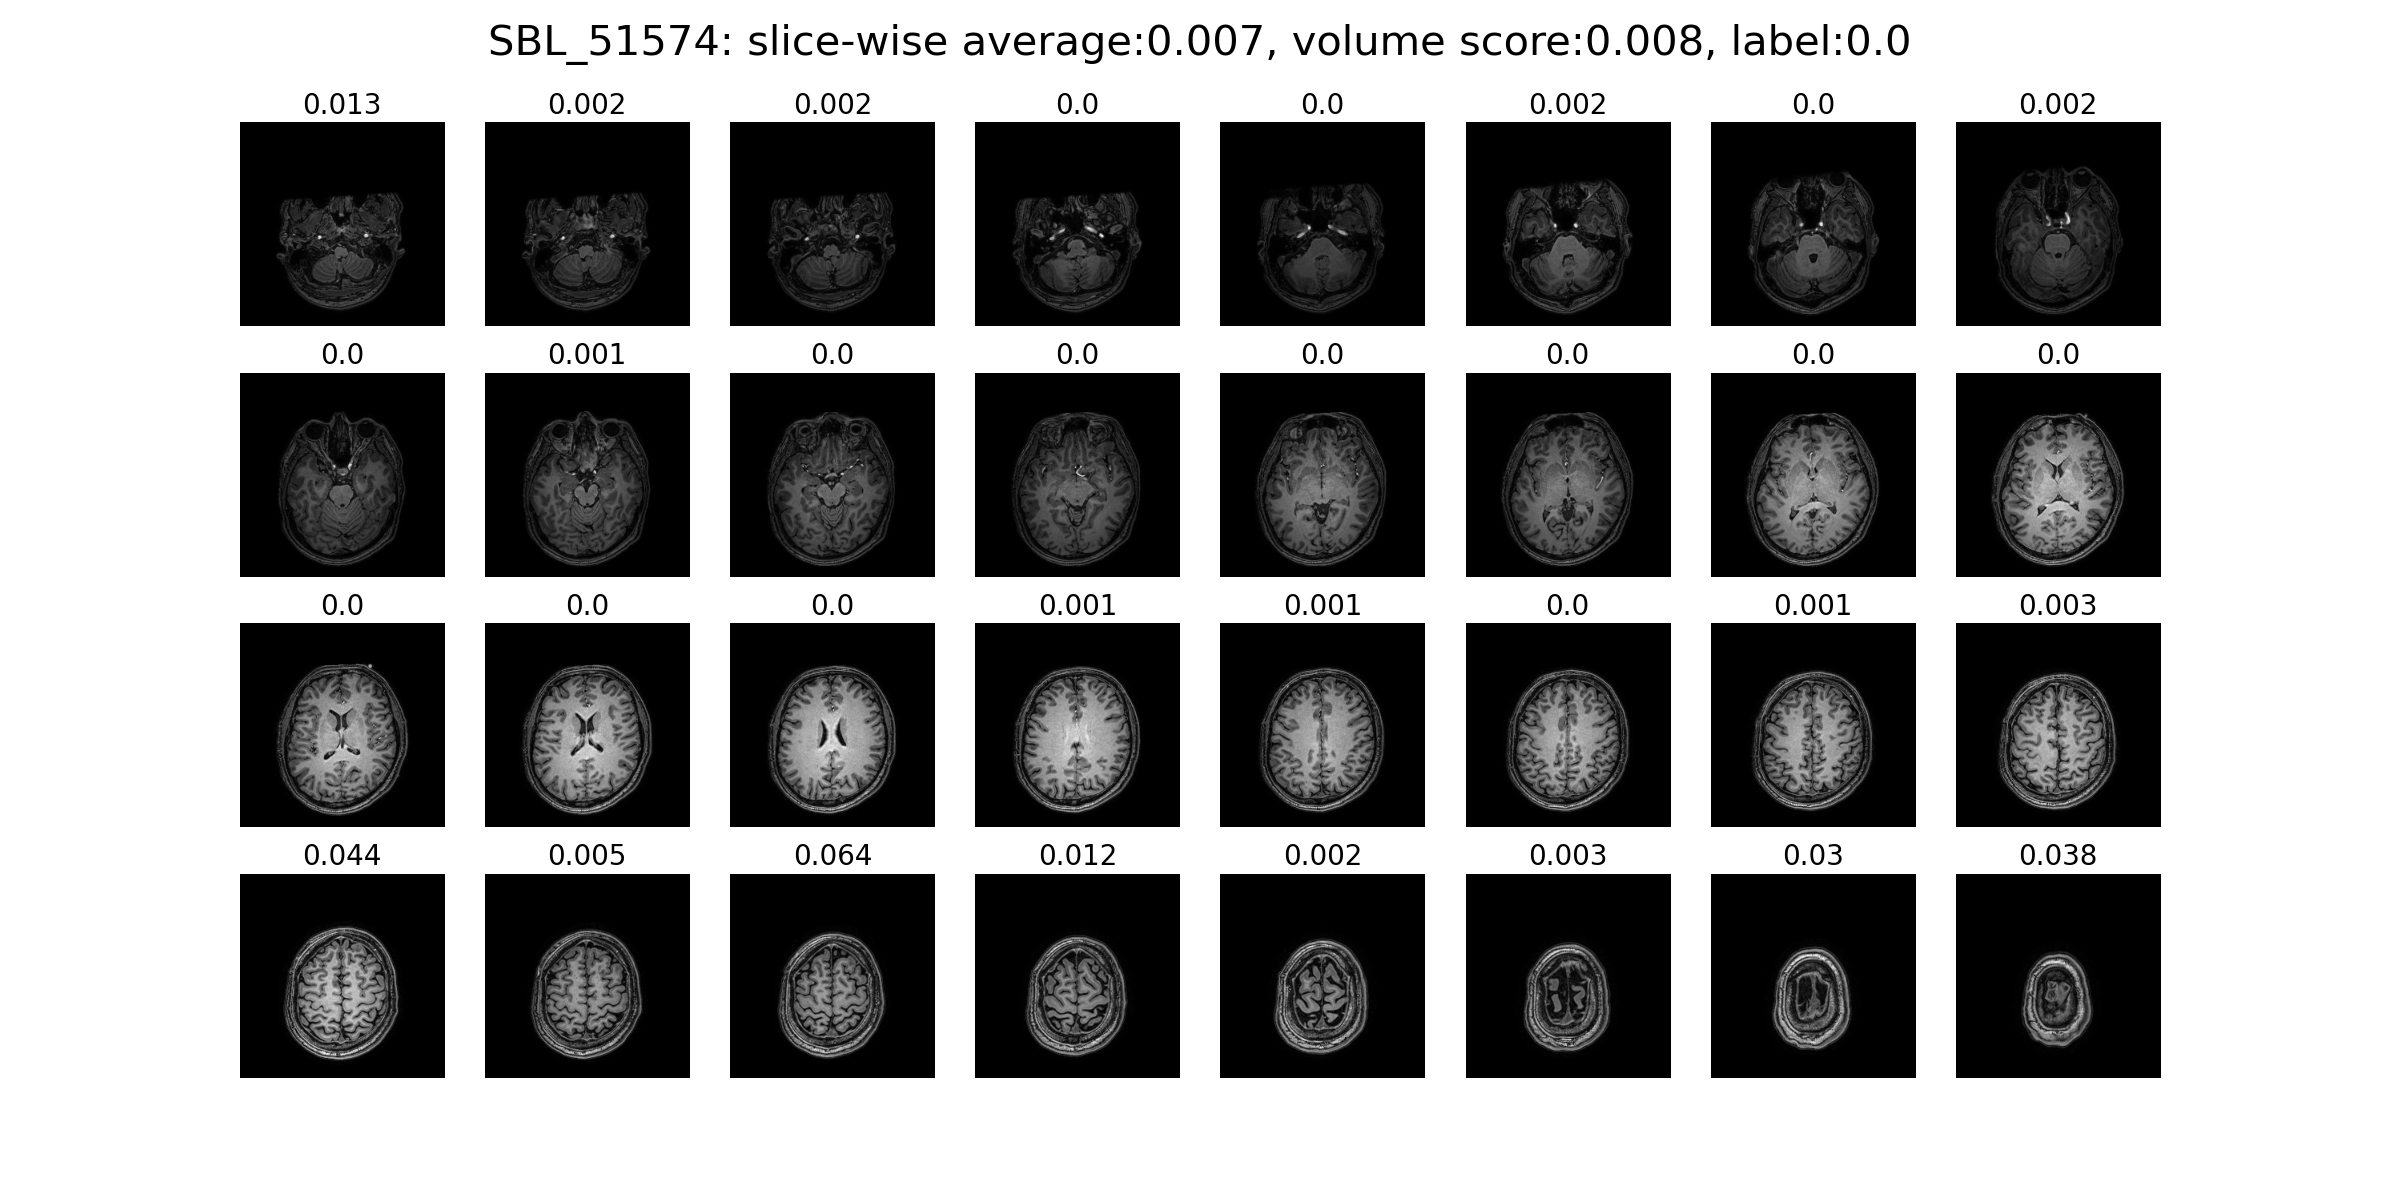 SBL_51574: slice-wise average:0.007, volume score:0.008, label:0.0
0.013 0.002 0.002 0.0 0.0 0.002 0.0 0.002
0.0 0.001 0.0 0.0 0.0 0.0 0.0 0.0
0.0 0.0 0.0 0.001 0.001 0.0 0.001 0.003
0.044 0.005 0.064 0.012 0.002 0.003 0.03 0.038